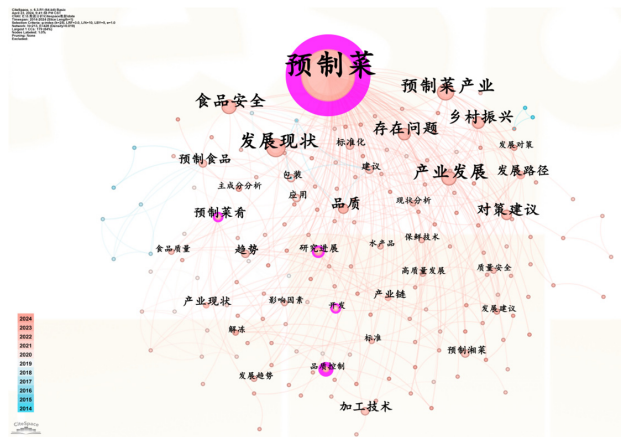 CiteSpace
预制菜
食品安全
预制菜产业
乡村振兴
存在问题
发展现状
标准化
发展对策
预制食品
建议
产业发展
发展路径
包装
主成分分析
应用
品质
现状分析
预制菜肴
对策建议
保鲜技术
食品质量
趋势
研究进展
水产品
高质量发展
质量安全
产业现状
影响因素
开发
产业链
发展建议
解冻
标准
预制湘菜
品质控制
发展趋势
加工技术
2024
2023
2022
2021
2020
2019
2018
2017
2016
2015
2014
CiteSpace